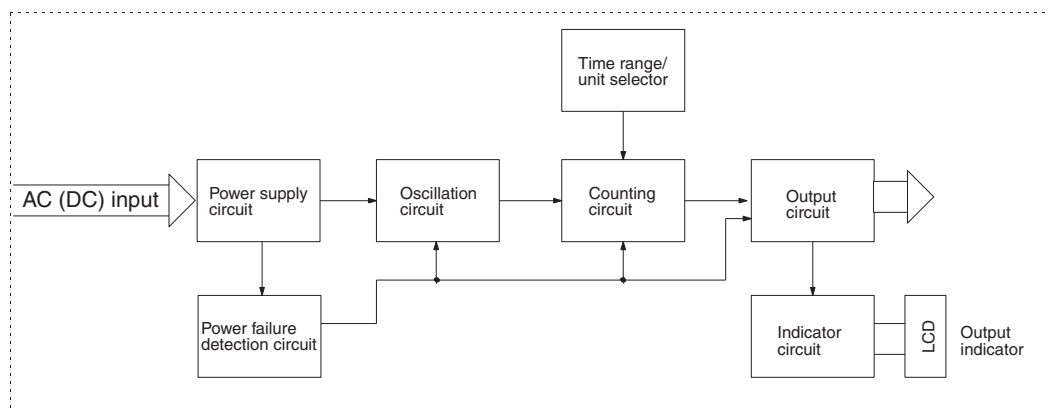 Time range/
unit selector
AC (DC) input
Power supply
circuit
Oscillation
circuit
Counting
circuit
Output
circuit
Power failure
detection circuit
Indicator
circuit
LCD
Output
indicator